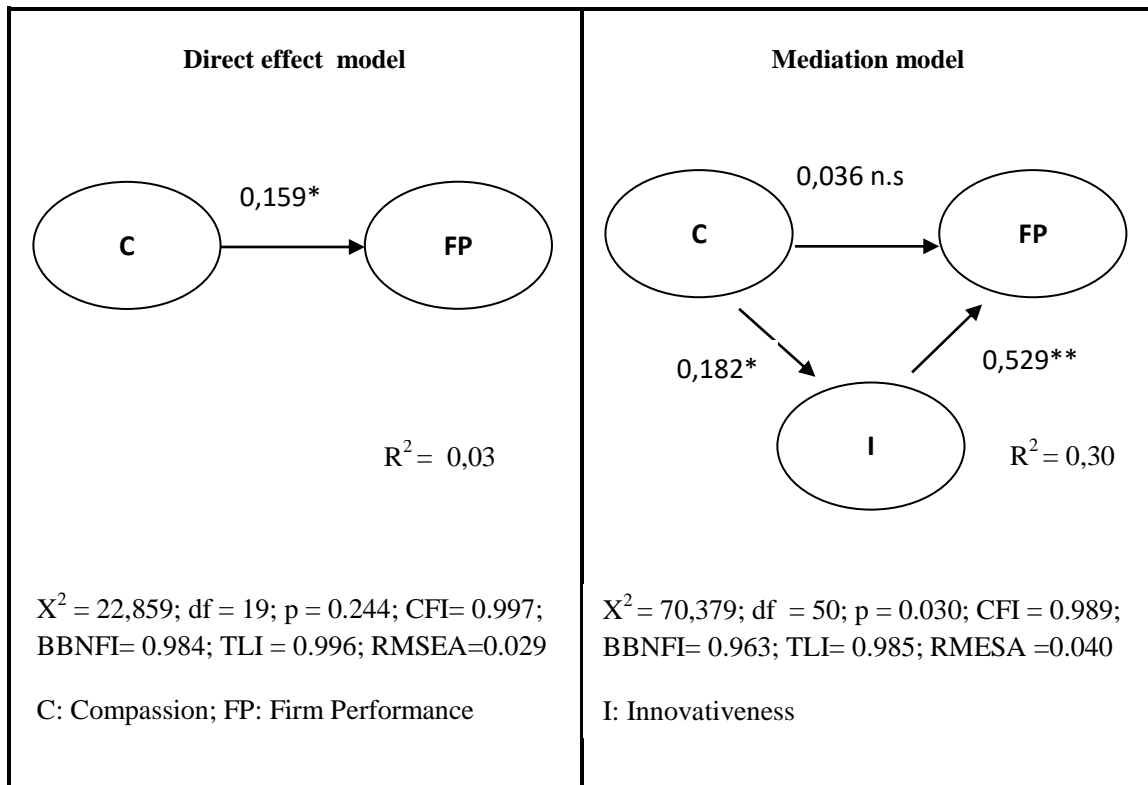 Direct effect model
0,159*
C
FP
R² = 0,03
X² = 22,859; df = 19; p = 0.244; CFI= 0.997;
BBNFI= 0.984; TLI = 0.996; RMSEA=0.029
C: Compassion; FP: Firm Performance
Mediation model
0,036 n.s
C
FP
0,182*
0,529**
I
R² = 0,30
X² = 70,379; df = 50; p = 0.030; CFI = 0.989;
BBNFI= 0.963; TLI= 0.985; RMESA =0.040
I: Innovativeness